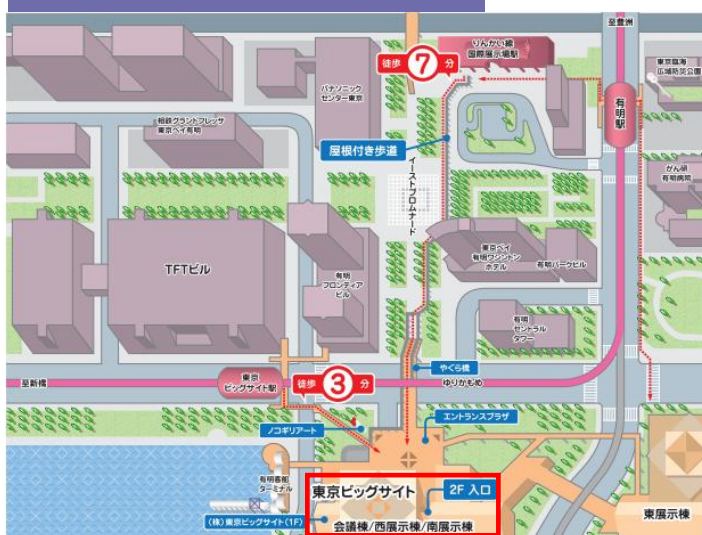 至豊洲
りんかい線
国際展示場駅
徒歩 7 分
東京臨海
広域防災公園
パナソニック
センター東京
有明駅
相鉄グランドフレッサ
東京ベイ有明
屋根付き歩道
がん研
有明病院
イーストプロムナード
TFTビル
東京ベイ
有明ワシントン
ホテル
有明パークビル
有明
フロンティア
ビル
有明
セントラル
タワー
やぐら橋
至新橋
東京
ビッグサイト駅
徒歩 3 分
ゆりかもめ
ノコギリアート
エントランスプラザ
有明客船
ターミナル
東京ビッグサイト
2F 入口
(株)東京ビッグサイト(1F)
会議棟/西展示棟/南展示棟
東展示棟